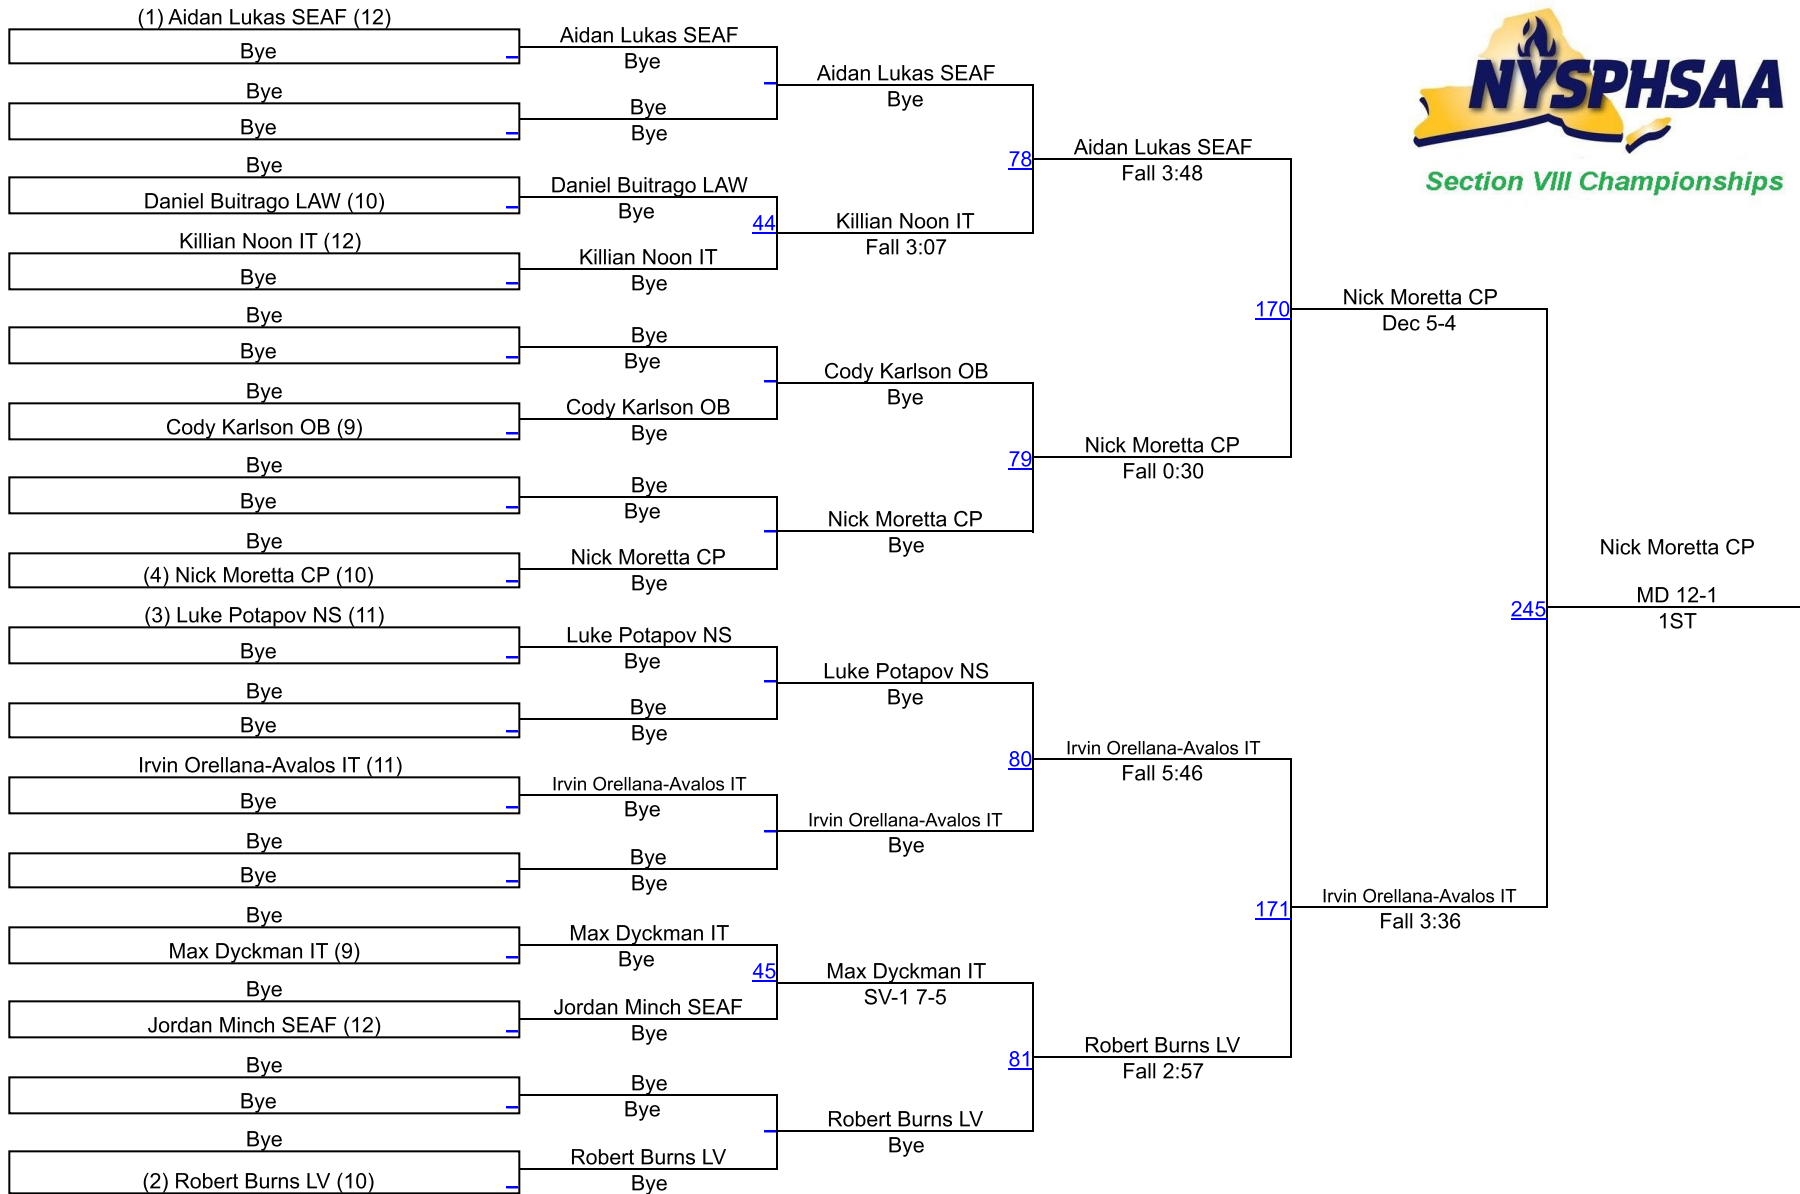 (1) Aidan Lukas SEAF (12)
Bye
Bye
Bye
Bye
Daniel Buitrago LAW (10)
Killian Noon IT (12)
Bye
Bye
Bye
Bye
Cody Karlson OB (9)
Bye
Bye
Bye
(4) Nick Moretta CP (10)
(3) Luke Potapov NS (11)
Bye
Bye
Bye
Irvin Orellana-Avalos IT (11)
Bye
Bye
Bye
Bye
Max Dyckman IT (9)
Bye
Jordan Minch SEAF (12)
Bye
Bye
Bye
(2) Robert Burns LV (10)
Aidan Lukas SEAF
Bye
Bye
Bye
Daniel Buitrago LAW
Bye
44
Killian Noon IT
Bye
Bye
Bye
Cody Karlson OB
Bye
Bye
Bye
Nick Moretta CP
Bye
Luke Potapov NS
Bye
Bye
Bye
Irvin Orellana-Avalos IT
Bye
Bye
Bye
Max Dyckman IT
Bye
45
Jordan Minch SEAF
Bye
Bye
Bye
Robert Burns LV
Bye
Aidan Lukas SEAF
Bye
78
Killian Noon IT
Fall 3:07
Cody Karlson OB
Bye
79
Nick Moretta CP
Bye
Luke Potapov NS
Bye
80
Irvin Orellana-Avalos IT
Bye
Max Dyckman IT
SV-1 7-5
81
Robert Burns LV
Bye
Aidan Lukas SEAF
Fall 3:48
170
Nick Moretta CP
Fall 0:30
Irvin Orellana-Avalos IT
Fall 5:46
171
Robert Burns LV
Fall 2:57
Nick Moretta CP
Dec 5-4
245
Irvin Orellana-Avalos IT
Fall 3:36
NYSPHSAA
Section VIII Championships
Nick Moretta CP
MD 12-1
1ST